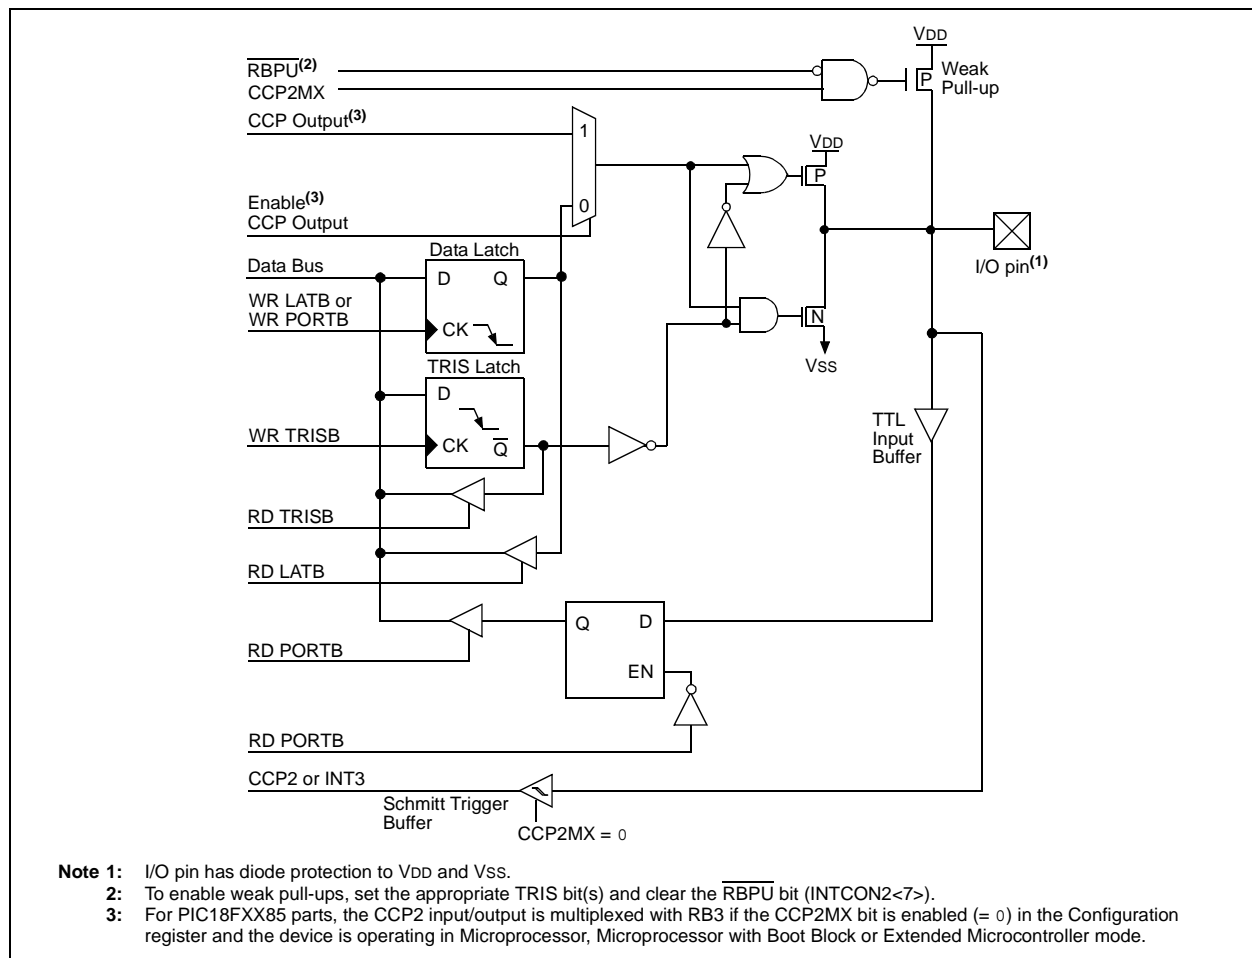 VDD
RBPU(2)
Weak
Pull-up
P
CCP2MX
CCP Output(3)
1
VDD
P
Enable(3)
0
CCP Output
I/O pin(1)
Data Latch
Data Bus
D Q
WR LATB or
WR PORTB
CK
N
VSS
TRIS Latch
D
TTL
Input
Buffer
WR TRISB
CK Q
RD TRISB
RD LATB
Q D
RD PORTB
EN
RD PORTB
CCP2 or INT3
Schmitt Trigger
Buffer
CCP2MX = 0
Note 1: I/O pin has diode protection to VDD and VSS.
2: To enable weak pull-ups, set the appropriate TRIS bit(s) and clear the RBPU bit (INTCON2<7>).
3: For PIC18FXX85 parts, the CCP2 input/output is multiplexed with RB3 if the CCP2MX bit is enabled (= 0) in the Configuration
register and the device is operating in Microprocessor, Microprocessor with Boot Block or Extended Microcontroller mode.